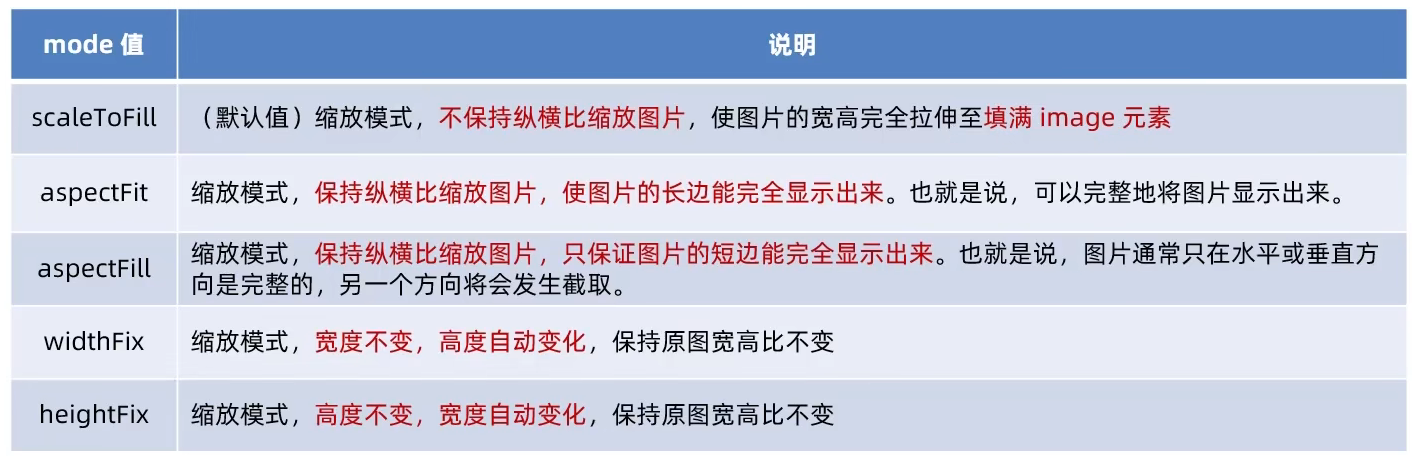 mode 值 说明
scaleToFill （默认值）缩放模式，不保持纵横比缩放图片，使图片的宽高完全拉伸至填满 image 元素
aspectFit 缩放模式，保持纵横比缩放图片，使图片的长边能完全显示出来。也就是说，可以完整地将图片显示出来。
aspectFill 缩放模式，保持纵横比缩放图片，只保证图片的短边能完全显示出来。也就是说，图片通常只在水平或垂直方
向是完整的，另一个方向将会发生截取。
widthFix 缩放模式，宽度不变，高度自动变化，保持原图宽高比不变
heightFix 缩放模式，高度不变，宽度自动变化，保持原图宽高比不变